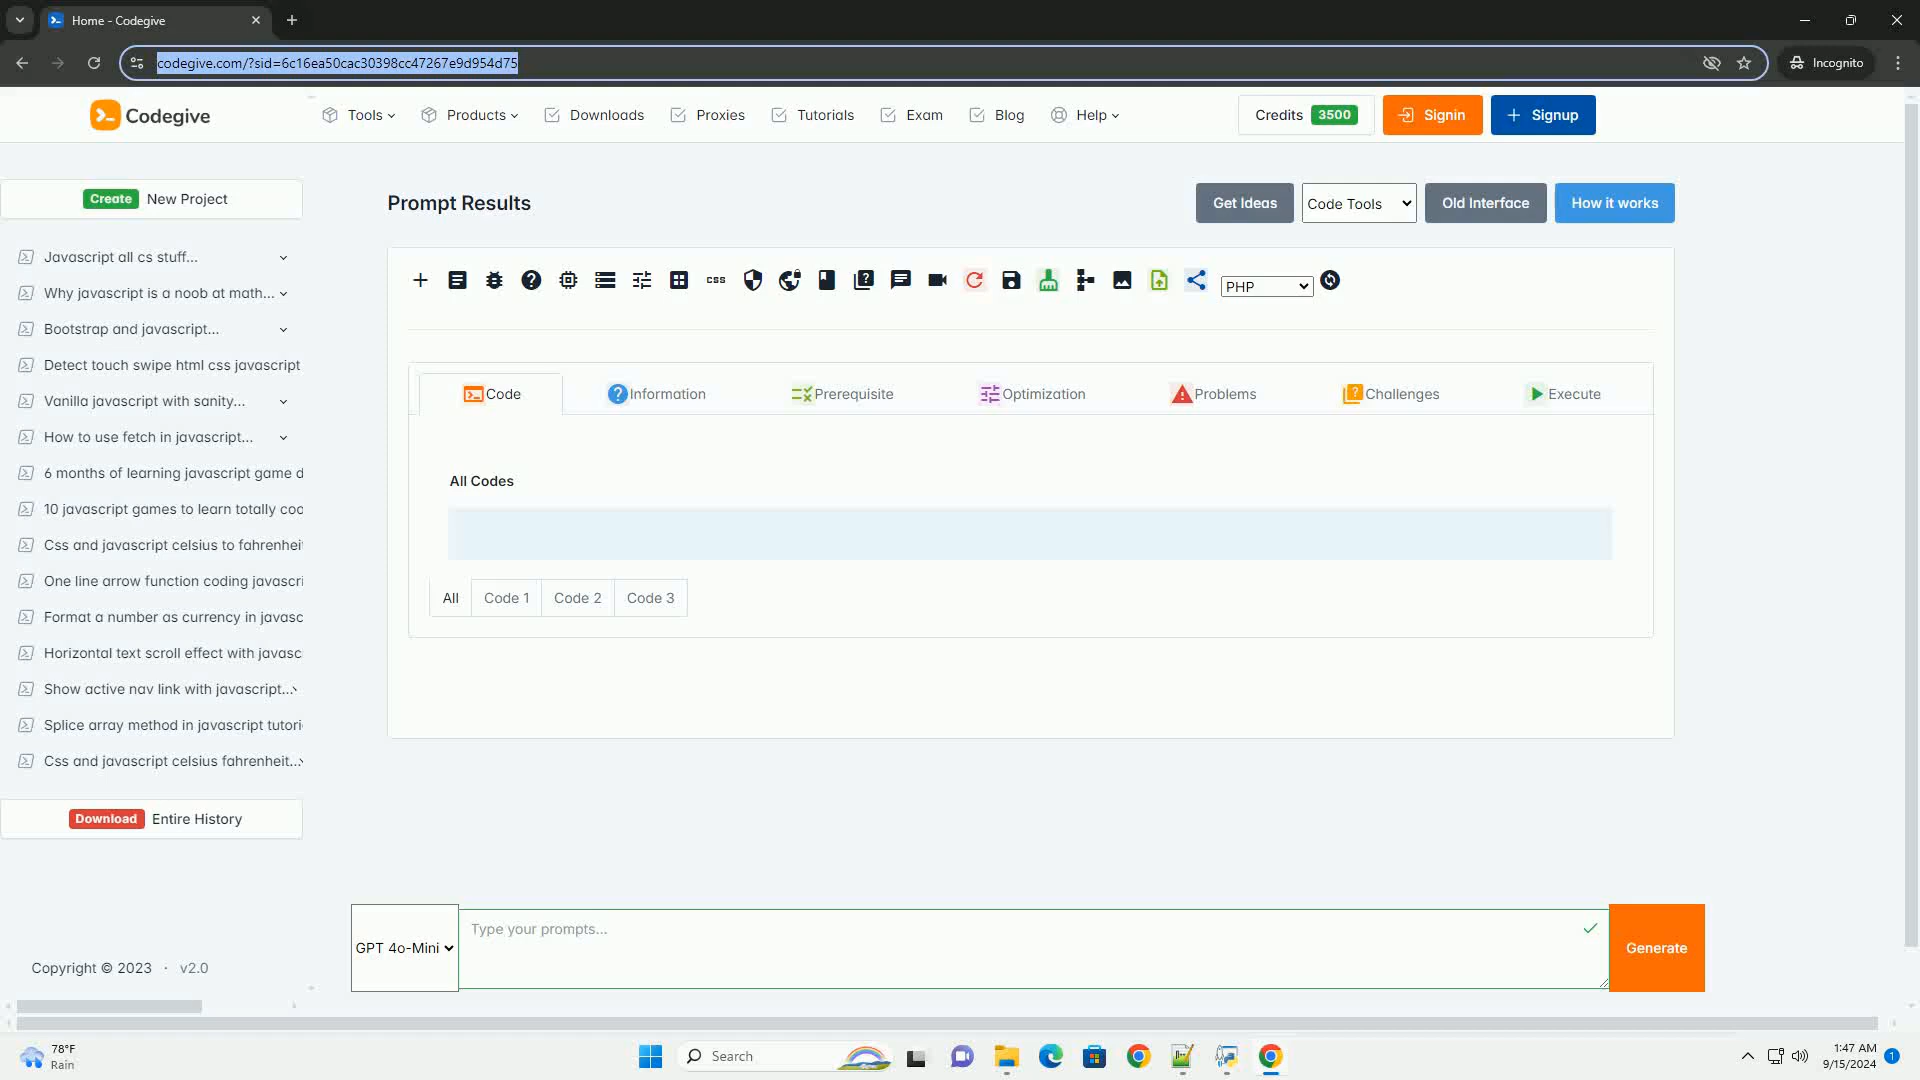 Home - Codegive
codegive.com/?sid=6c16ea50cac30398cc47267e9d954d75
Incognito
Codegive
Tools
Products
Downloads
Proxies
Tutorials
Exam
Blog
Help
Credits 3500
Signin
Signup
Create New Project
Javascript all cs stuff...
Why javascript is a noob at math...
Bootstrap and javascript...
Detect touch swipe html css javascript
Vanilla javascript with sanity...
How to use fetch in javascript...
6 months of learning javascript game d
10 javascript games to learn totally coo
Css and javascript celsius to fahrenheit
One line arrow function coding javascri
Format a number as currency in javasc
Horizontal text scroll effect with javasc
Show active nav link with javascript...
Splice array method in javascript tutori
Css and javascript celsius fahrenheit...
Download Entire History
Copyright © 2023 · v2.0
Prompt Results
Get Ideas
Code Tools
Old Interface
How it works
css
PHP
Code
Information
Prerequisite
Optimization
Problems
Challenges
Execute
All Codes
All
Code 1
Code 2
Code 3
GPT 4o-Mini
Type your prompts...
Generate
78°F
Rain
Search
1:47 AM
9/15/2024
1